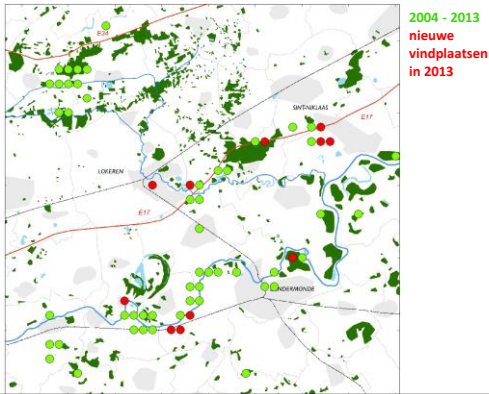 2004 - 2013
nieuwe
vindplaatsen
in 2013
E34
SINT-NIKLAAS
E17
LOKEREN
E17
DENDERMONDE